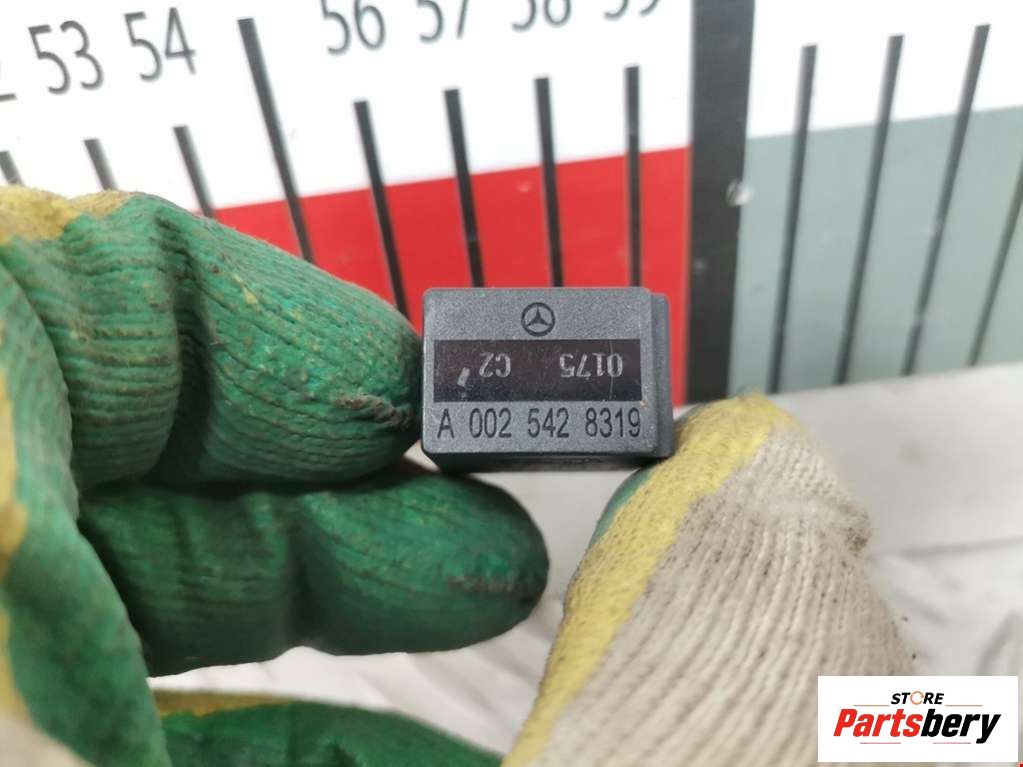 53 54 56 57 58 59
C2 0175
A 002 542 8319
STORE
Partsbery